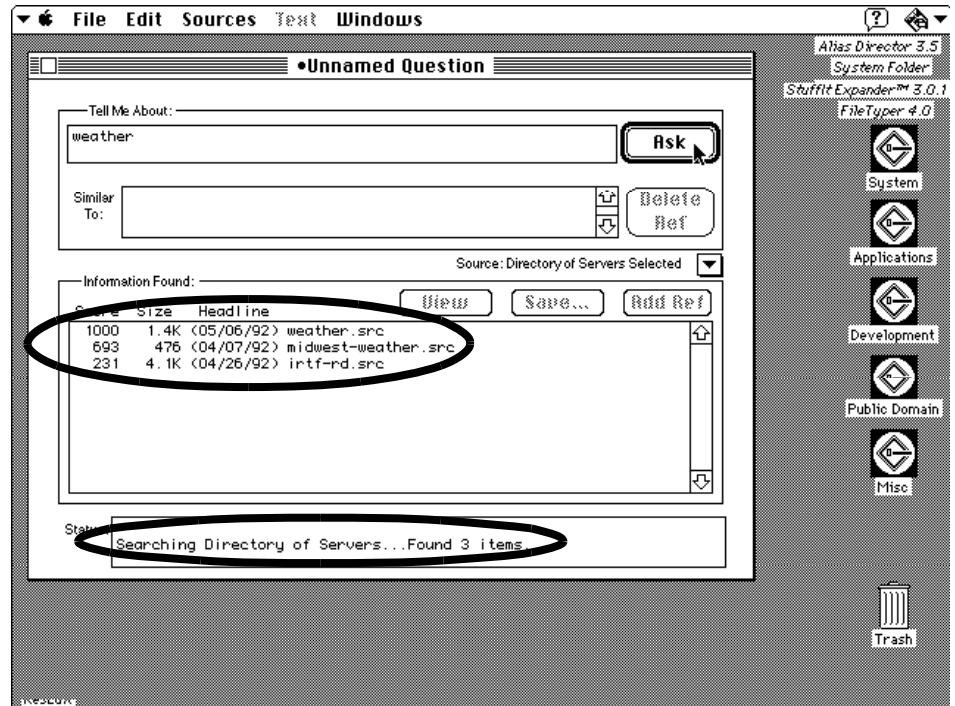 File Edit Sources Text Windows
Alias Director 3.5
System Folder
StuffIt Expander™ 3.0.1
FileTyper 4.0
•Unnamed Question
Tell Me About:
weather
Ask
Similar
To:
Delete
Ref
Source: Directory of Servers Selected
Information Found:
View Save... Add Ref
Size Headline
1000 1.4K (05/06/92) weather.src
693 476 (04/07/92) midwest-weather.src
231 4.1K (04/26/92) irtf-rd.src
Searching Directory of Servers...Found 3 items.
System
Applications
Development
Public Domain
Misc
Trash